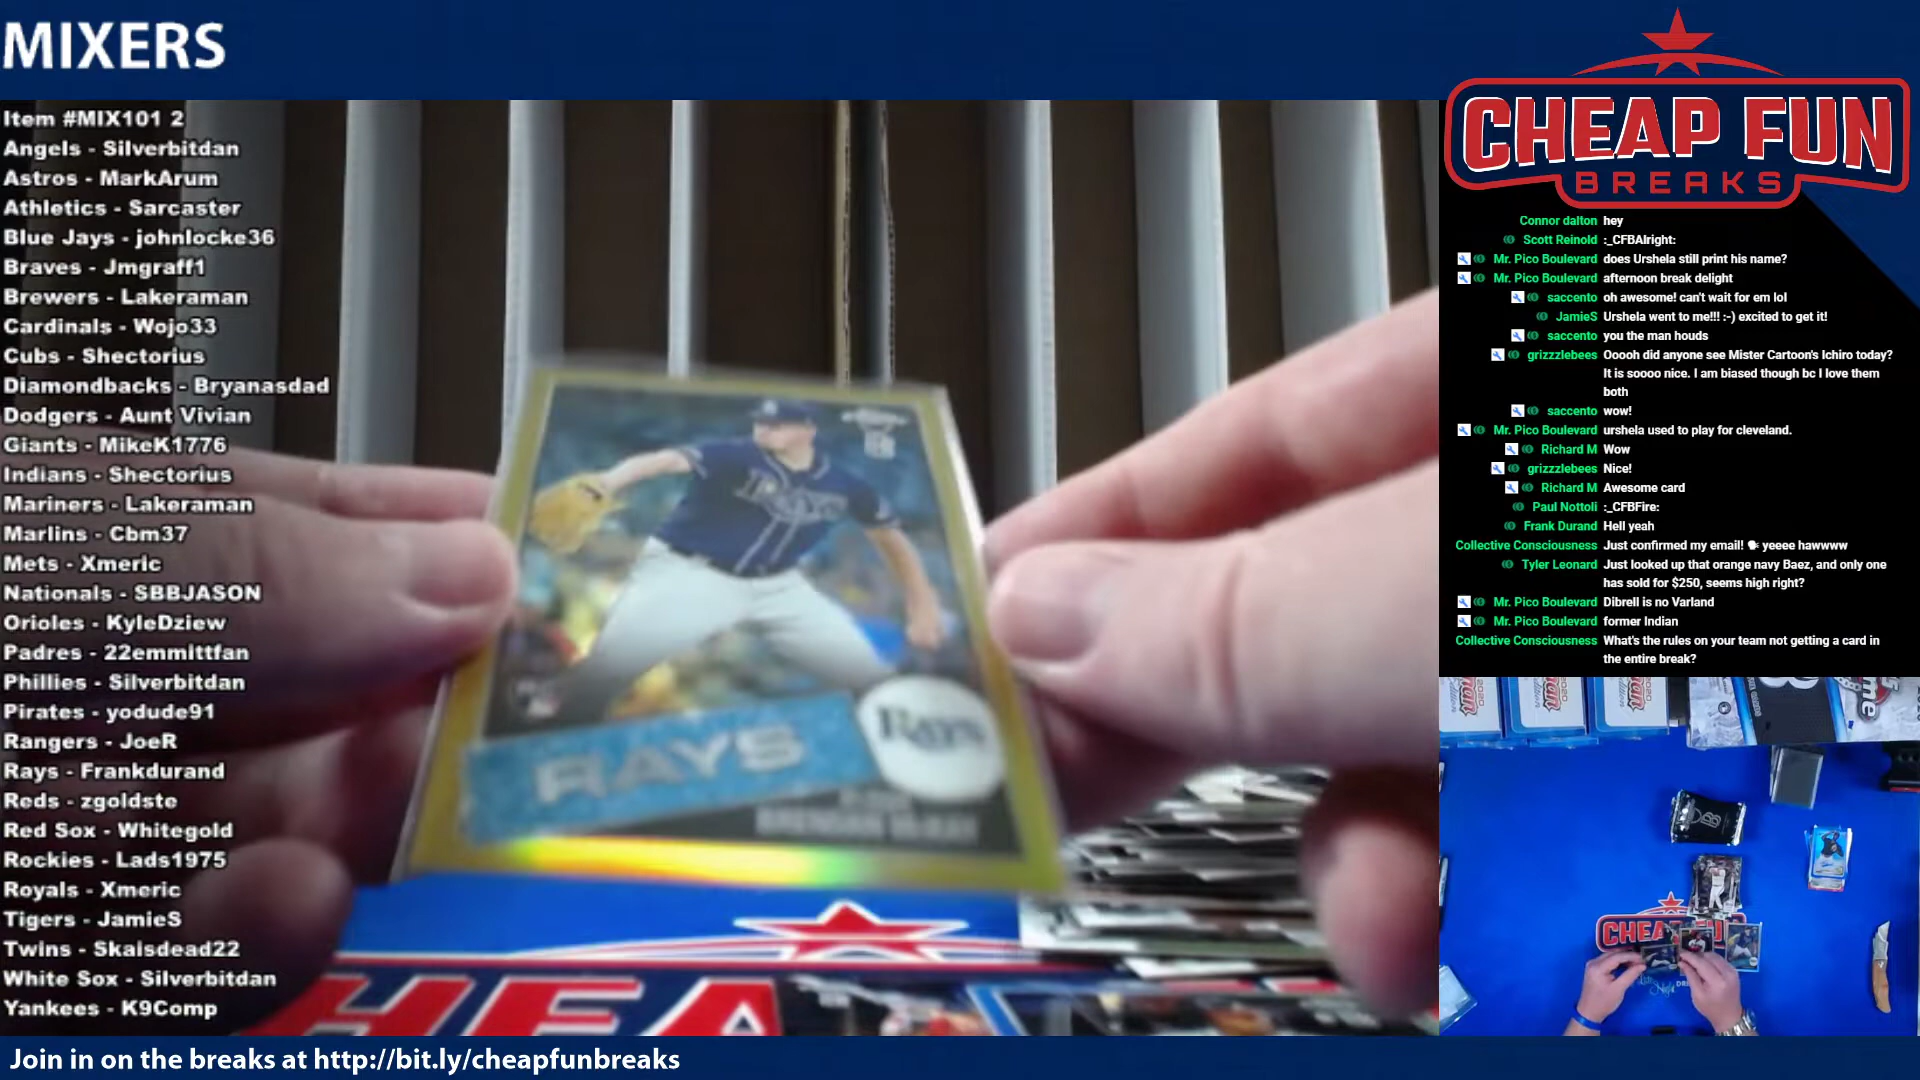 MIXERS
Item #MIX101 2
Angels - Silverbitdan
Astros - MarkArum
Athletics - Sarcaster
Blue Jays - johnlocke36
Braves - Jmgraff1
Brewers - Lakeraman
Cardinals - Wojo33
Cubs - Shectorius
Diamondbacks - Bryanasdad
Dodgers - Aunt Vivian
Giants - MikeK1776
Indians - Shectorius
Mariners - Lakeraman
Marlins - Cbm37
Mets - Xmeric
Nationals - SBBJASON
Orioles - KyleDziew
Padres - 22emmittfan
Phillies - Silverbitdan
Pirates - yodude91
Rangers - JoeR
Rays - Frankdurand
Reds - zgoldste
Red Sox - Whitegold
Rockies - Lads1975
Royals - Xmeric
Tigers - JamieS
Twins - Skalsdead22
White Sox - Silverbitdan
Yankees - K9Comp
Rays
RAYS
Rays
BRENDAN McKAY
HEA
CHEAP FUN
BREAKS
Connor dalton hey
Scott Reinold :_CFBAlright:
Mr. Pico Boulevard does Urshela still print his name?
Mr. Pico Boulevard afternoon break delight
saccento oh awesome! can't wait for em lol
JamieS Urshela went to me!!! :-) excited to get it!
saccento you the man houds
grizzzlebees Ooooh did anyone see Mister Cartoon's Ichiro today?
It is soooo nice. I am biased though bc I love them
both
saccento wow!
Mr. Pico Boulevard urshela used to play for cleveland.
Richard M Wow
grizzzlebees Nice!
Richard M Awesome card
Paul Nottoli :_CFBFire:
Frank Durand Hell yeah
Collective Consciousness Just confirmed my email! 🗣 yeeee hawwww
Tyler Leonard Just looked up that orange navy Baez, and only one
has sold for $250, seems high right?
Mr. Pico Boulevard Dibrell is no Varland
Mr. Pico Boulevard former Indian
Collective Consciousness What's the rules on your team not getting a card in
the entire break?
CHEAP
Join in on the breaks at http://bit.ly/cheapfunbreaks